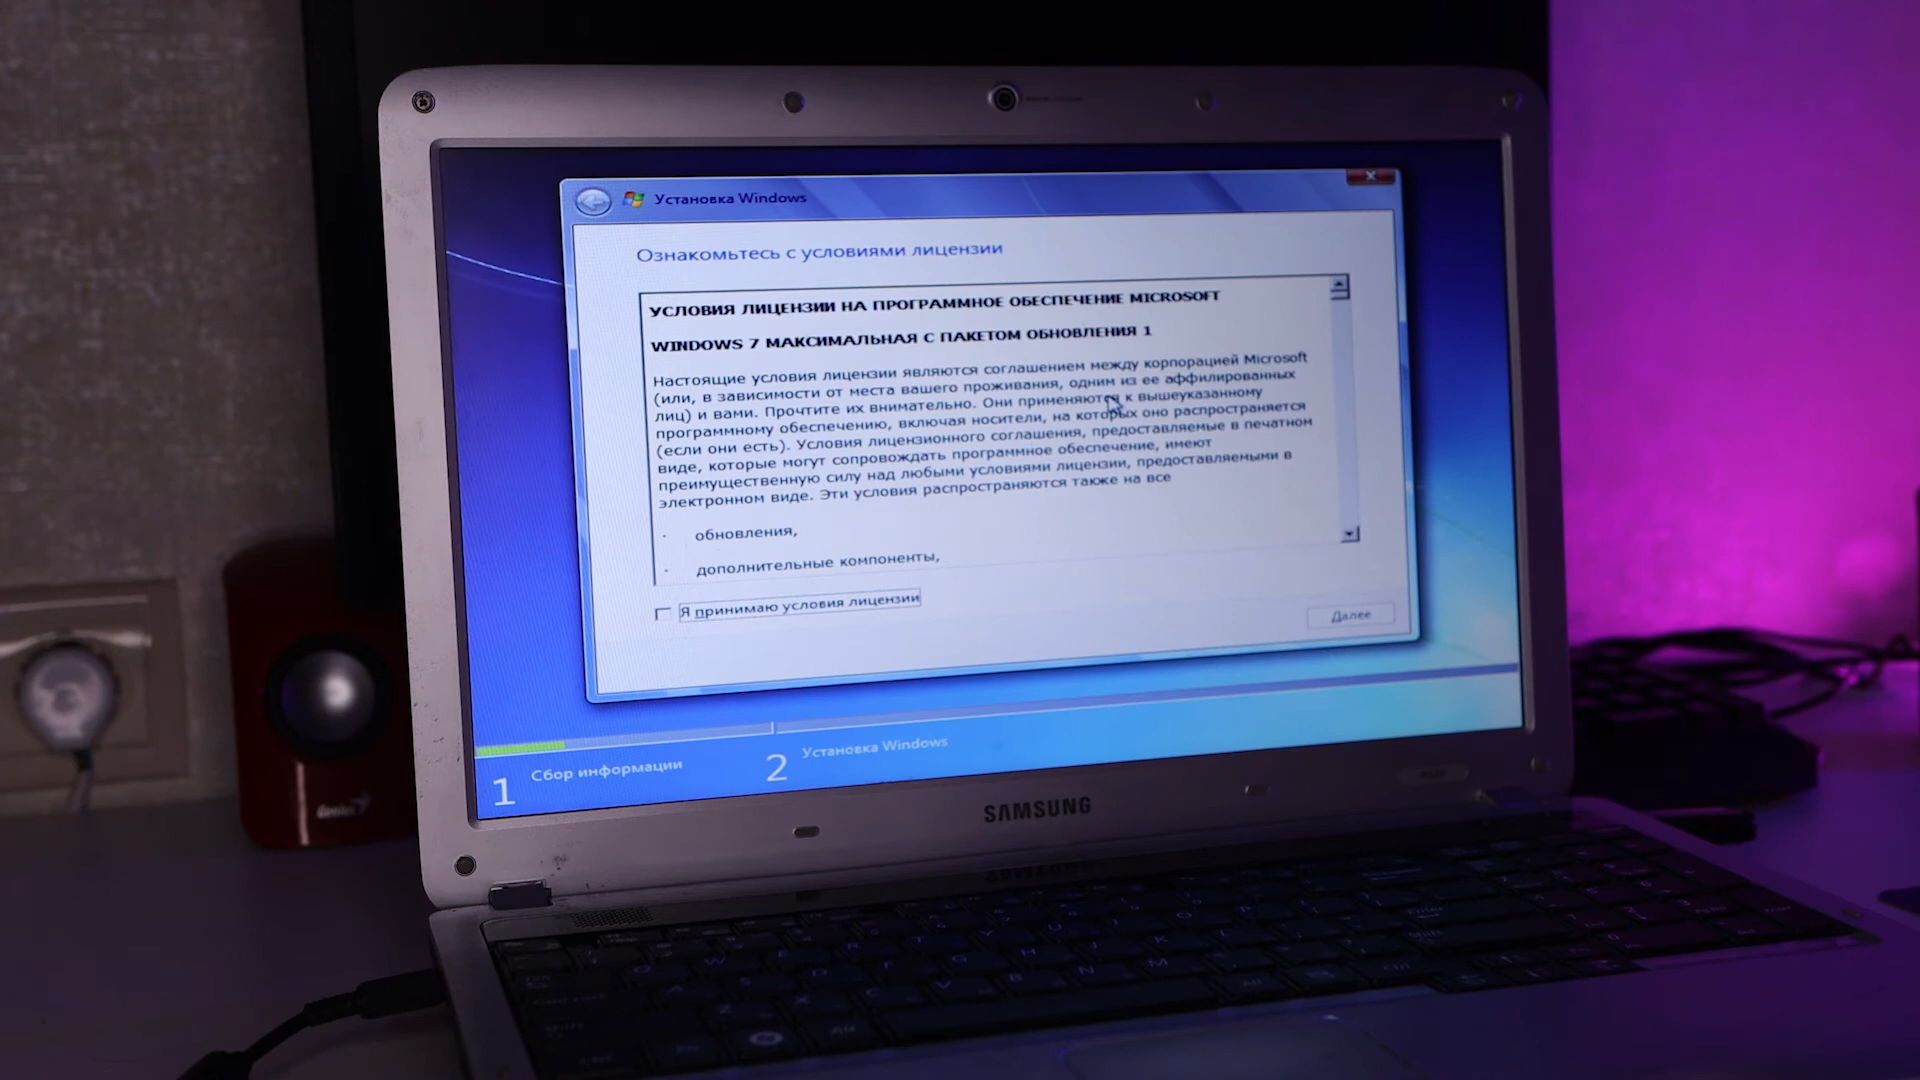 Установка Windows
Ознакомьтесь с условиями лицензии
УСЛОВИЯ ЛИЦЕНЗИИ НА ПРОГРАММНОЕ ОБЕСПЕЧЕНИЕ MICROSOFT
WINDOWS 7 МАКСИМАЛЬНАЯ С ПАКЕТОМ ОБНОВЛЕНИЯ 1
Настоящие условия лицензии являются соглашением между корпорацией Microsoft
(или, в зависимости от места вашего проживания, одним из ее аффилированных
лиц) и вами. Прочтите их внимательно. Они применяются к вышеуказанному
программному обеспечению, включая носители, на которых оно распространяется
(если они есть). Условия лицензионного соглашения, предоставляемые в печатном
виде, которые могут сопровождать программное обеспечение, имеют
преимущественную силу над любыми условиями лицензии, предоставляемыми в
электронном виде. Эти условия распространяются также на все
· обновления,
· дополнительные компоненты,
Я принимаю условия лицензии
Далее
1 Сбор информации
2 Установка Windows
SAMSUNG
Genius